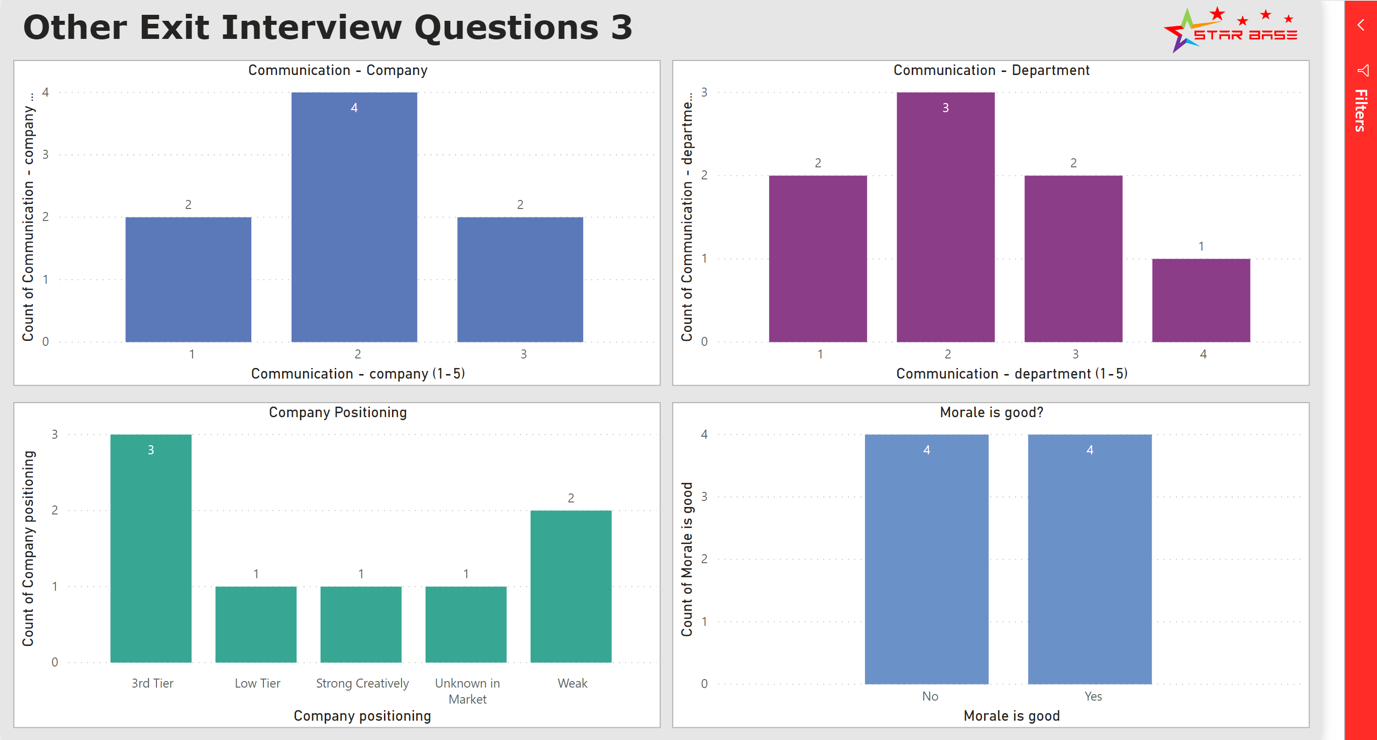 Other Exit Interview Questions 3
STAR BASE
Filters
Communication - Company
Count of Communication - company ...
4
3
2
1
0
2
4
2
1 2 3
Communication - company (1-5)
Communication - Department
Count of Communication - departme...
3
2
1
0
2
3
2
1
1 2 3 4
Communication - department (1-5)
Company Positioning
Count of Company positioning
3
2
1
0
3
1
1
1
2
3rd Tier Low Tier Strong Creatively Unknown in Weak
Market
Company positioning
Morale is good?
Count of Morale is good
4
3
2
1
0
4
4
No Yes
Morale is good